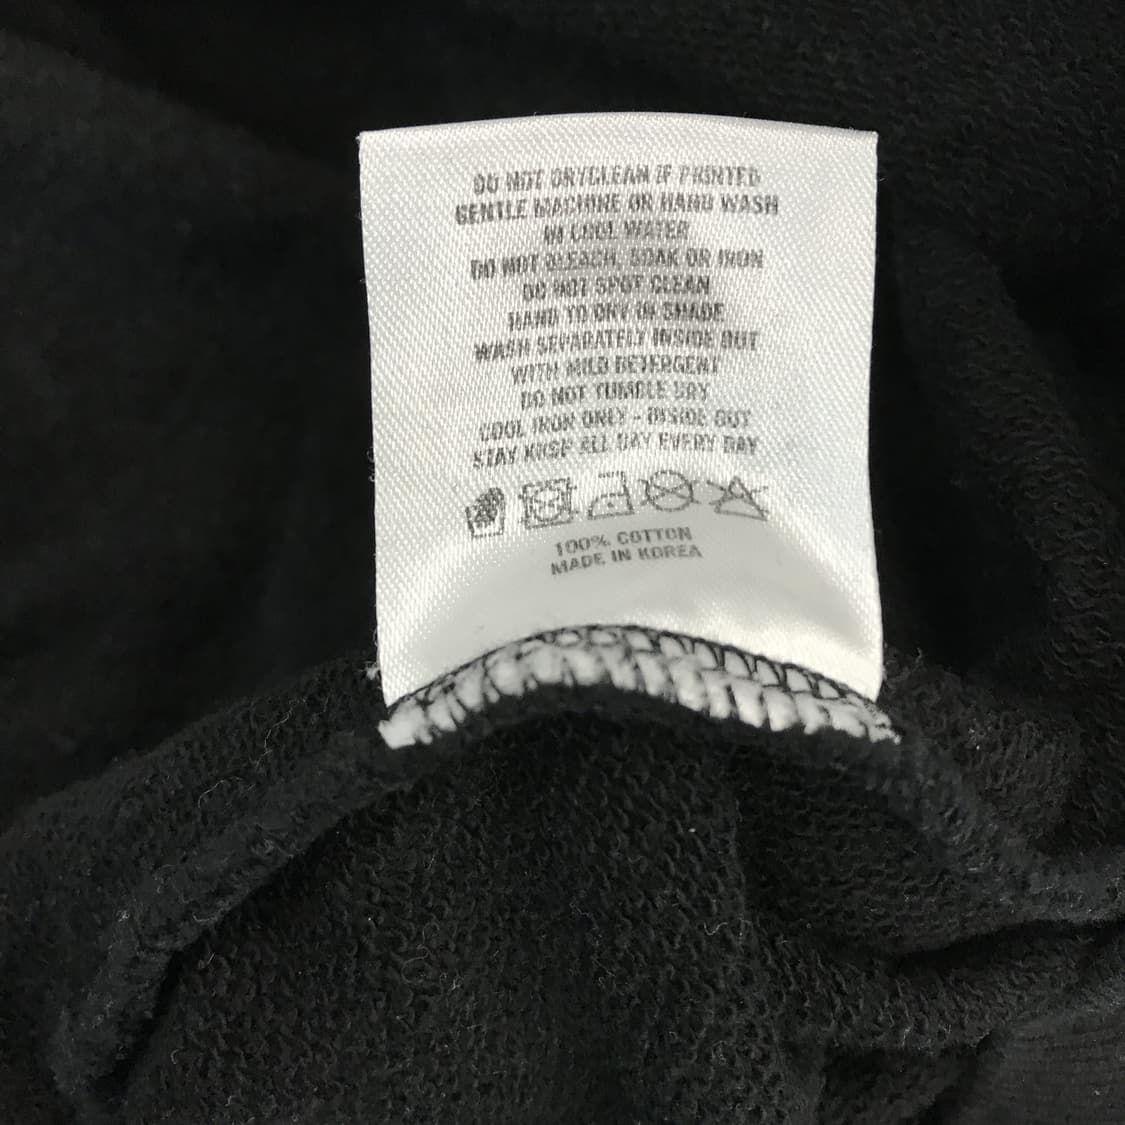 DO NOT DRYCLEAN IF PRINTED
GENTLE MACHINE OR HAND WASH
IN COOL WATER
DO NOT BLEACH, SOAK OR IRON
DO NOT SPOT CLEAN
HAND TO DRY IN SHADE
WASH SEPARATELY INSIDE OUT
WITH MILD DETERGENT
DO NOT TUMBLE DRY
COOL IRON ONLY - INSIDE OUT
STAY KRSP ALL DAY EVERY DAY
100% COTTON
MADE IN KOREA